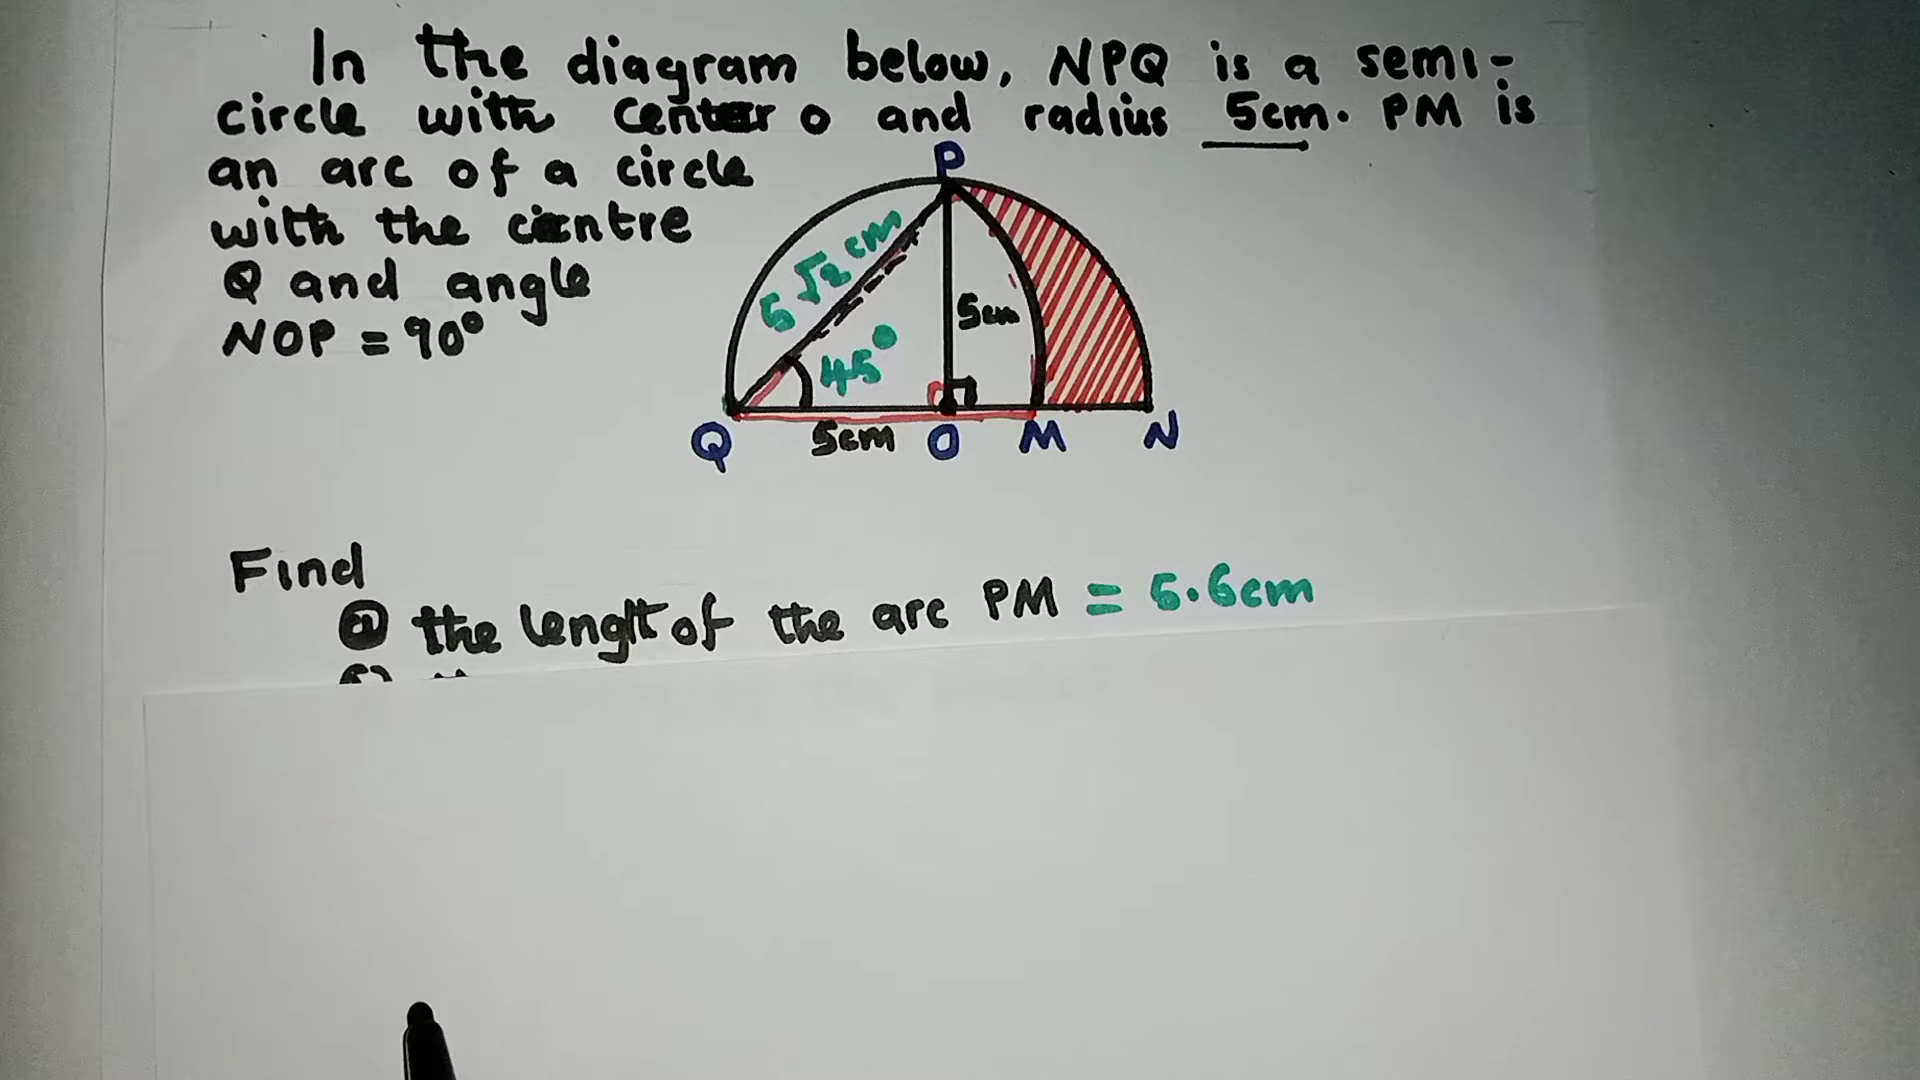 In the diagram below, NPQ is a semi-
circle with center o and radius 5cm. PM is
an arc of a circle
with the centre
Q and angle
NOP = 90°
P
5√2 cm
5cm
45°
5cm
Q
O
M
N
Find
ⓐ the lenght of the arc PM = 5.6cm